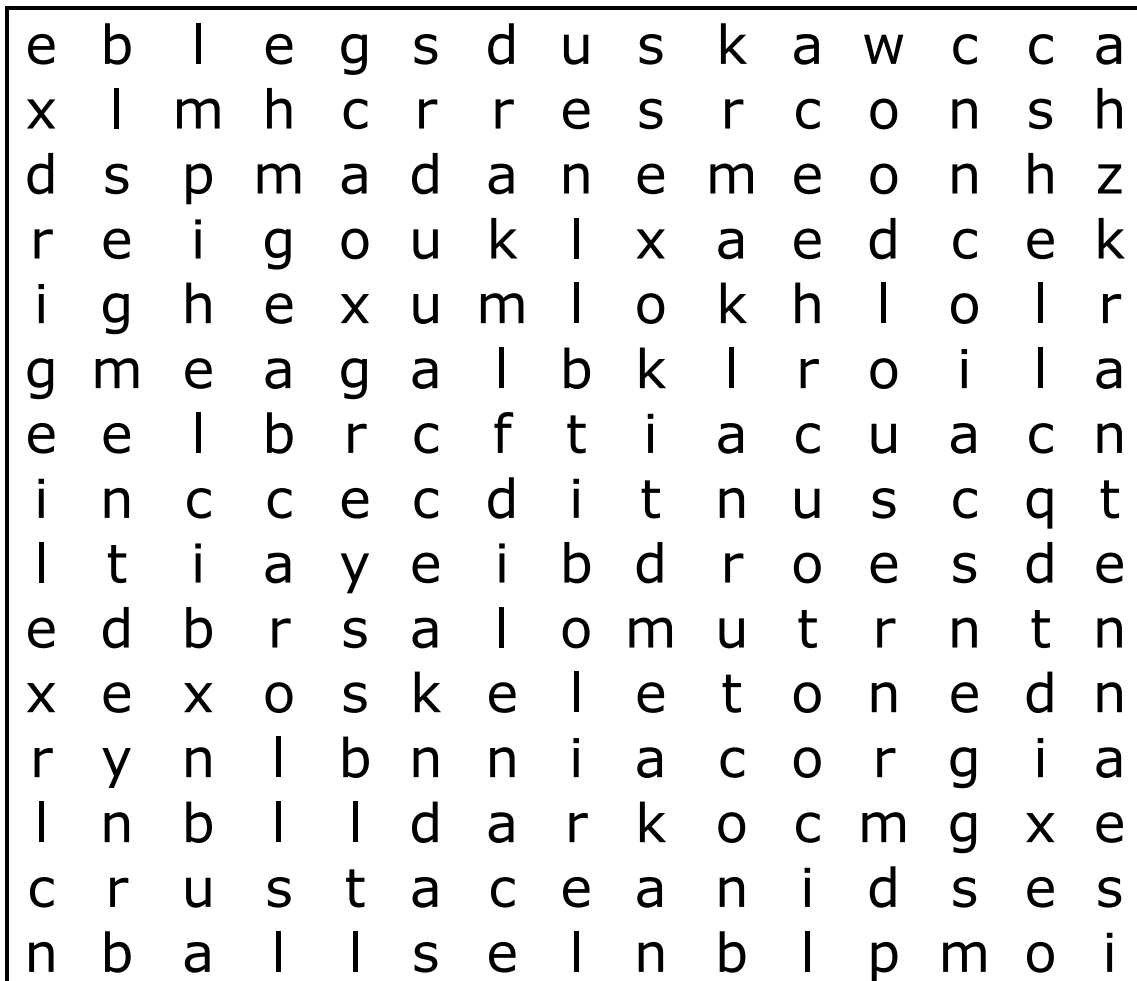 e b l e g s d u s k a w c c a
x l m h c r r e s r c o n s h
d s p m a d a n e m e o n h z
r e i g o u k l x a e d c e k
i g h e x u m l o k h l o l r
g m e a g a l b k l r o i l a
e e l b r c f t i a c u a c n
i n c c e c d i t n u s c q t
l t i a y e i b d r o e s d e
e d b r s a l o m u t r n t n
x e x o s k e l e t o n e d n
r y n l b n n i a c o r g i a
l n b l l d a r k o c m g x e
c r u s t a c e a n i d s e s
n b a l l s e l n b l p m o i